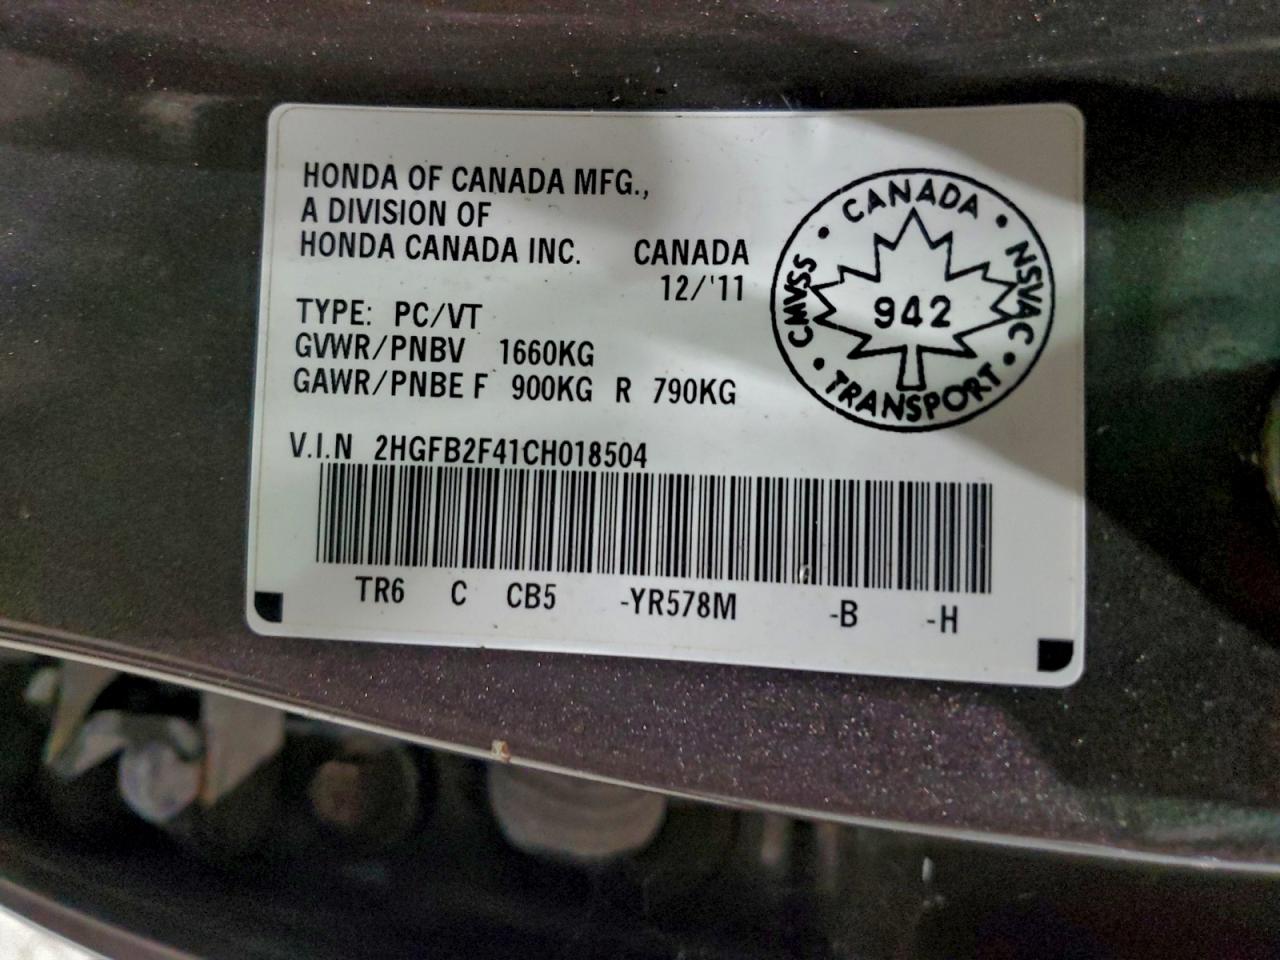 HONDA OF CANADA MFG.,
A DIVISION OF
HONDA CANADA INC. CANADA
12/'11
TYPE: PC/VT
GVWR/PNBV 1660KG
GAWR/PNBE F 900KG R 790KG
V.I.N 2HGFB2F41CH018504
TR6 C CB5 -YR578M -B -H
CANADA • NSVAC • TRANSPORT • CMVSS •
942